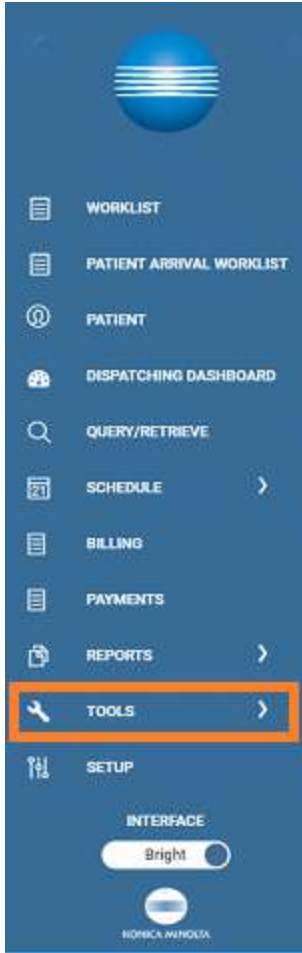 WORKLIST
PATIENT ARRIVAL WORKLIST
PATIENT
DISPATCHING DASHBOARD
QUERY/RETRIEVE
21 SCHEDULE
BILLING
PAYMENTS
REPORTS
TOOLS
SETUP
INTERFACE
Bright
KONICA MINOLTA